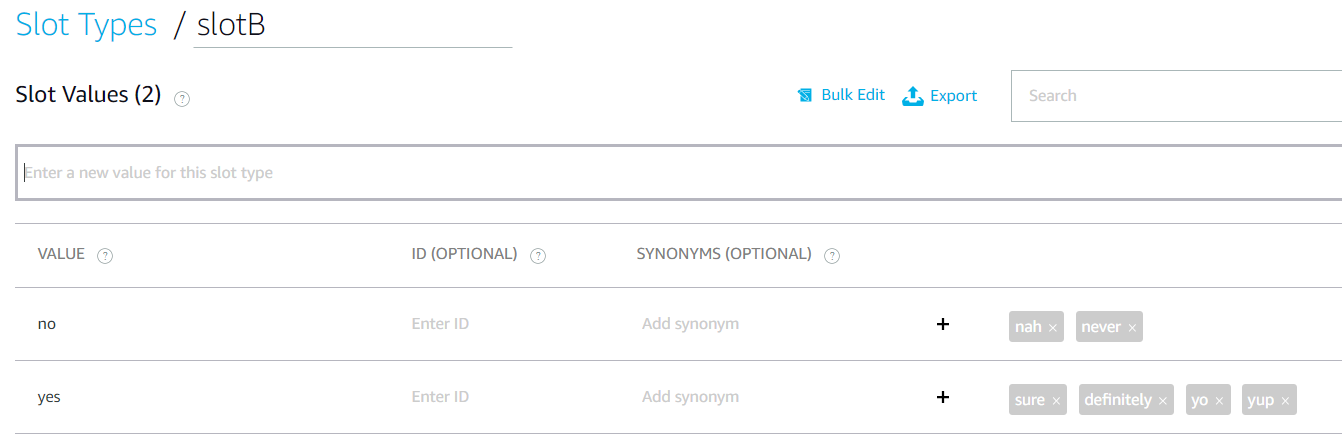 Slot Types / slotB
Slot Values (2) ? Bulk Edit Export Search
Enter a new value for this slot type
VALUE ? ID (OPTIONAL) ? SYNONYMS (OPTIONAL) ?
no Enter ID Add synonym + nah × never ×
yes Enter ID Add synonym + sure × definitely × yo × yup ×